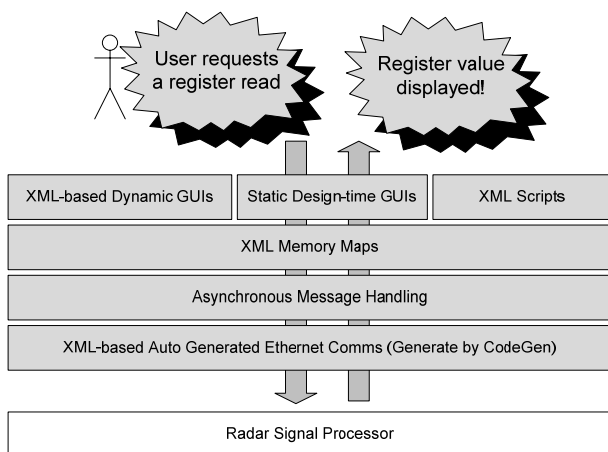 User requests
a register read
Register value
displayed!
XML-based Dynamic GUIs
Static Design-time GUIs
XML Scripts
XML Memory Maps
Asynchronous Message Handling
XML-based Auto Generated Ethernet Comms (Generate by CodeGen)
Radar Signal Processor